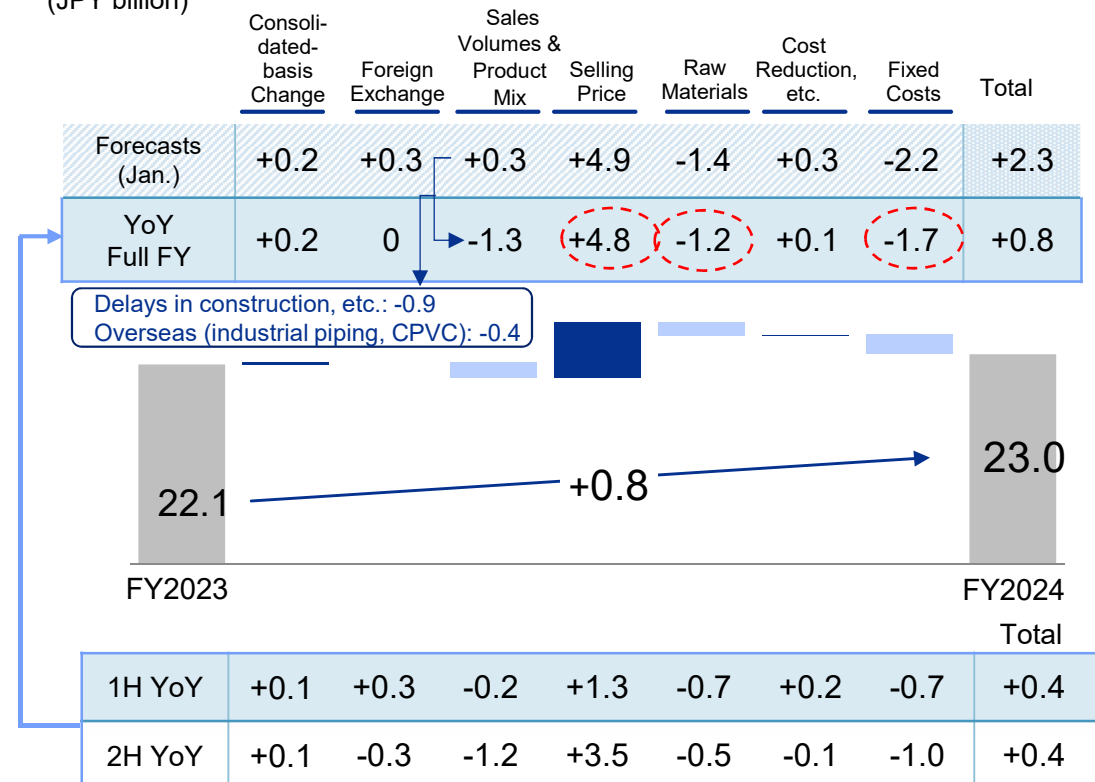 (JPY billion)
Consoli-
dated-
basis
Change
Foreign
Exchange
Sales
Volumes &
Product
Mix
Selling
Price
Raw
Materials
Cost
Reduction,
etc.
Fixed
Costs
Total
Forecasts
(Jan.)
+0.2 +0.3 +0.3 +4.9 -1.4 +0.3 -2.2 +2.3
YoY
Full FY
+0.2 0 -1.3 +4.8 -1.2 +0.1 -1.7 +0.8
Delays in construction, etc.: -0.9
Overseas (industrial piping, CPVC): -0.4
22.1
+0.8
23.0
FY2023
FY2024
Total
1H YoY +0.1 +0.3 -0.2 +1.3 -0.7 +0.2 -0.7 +0.4
2H YoY +0.1 -0.3 -1.2 +3.5 -0.5 -0.1 -1.0 +0.4